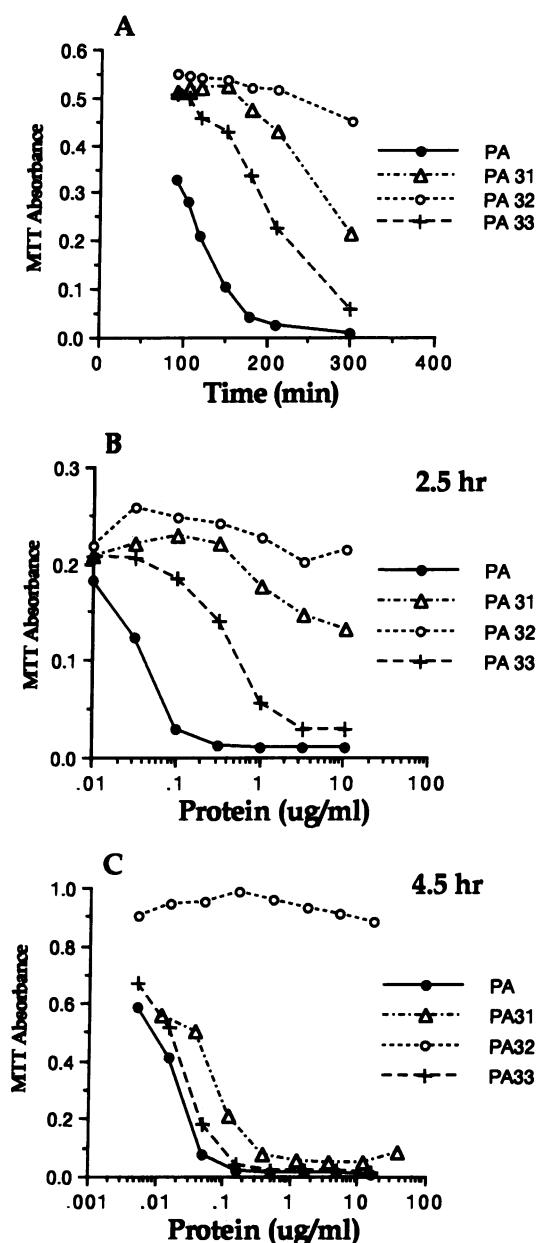 A
0.6
0.5
0.4
0.3
0.2
0.1
0.0
MTT Absorbance
0
100
200
300
400
Time (min)
PA
PA 31
PA 32
PA 33
B
2.5 hr
0.3
0.2
0.1
0.0
MTT Absorbance
.01
.1
1
10
100
Protein (ug/ml)
PA
PA 31
PA 32
PA 33
C
4.5 hr
1.0
0.8
0.6
0.4
0.2
0.0
MTT Absorbance
.001
.01
.1
1
10
100
Protein (ug/ml)
PA
PA31
PA32
PA33